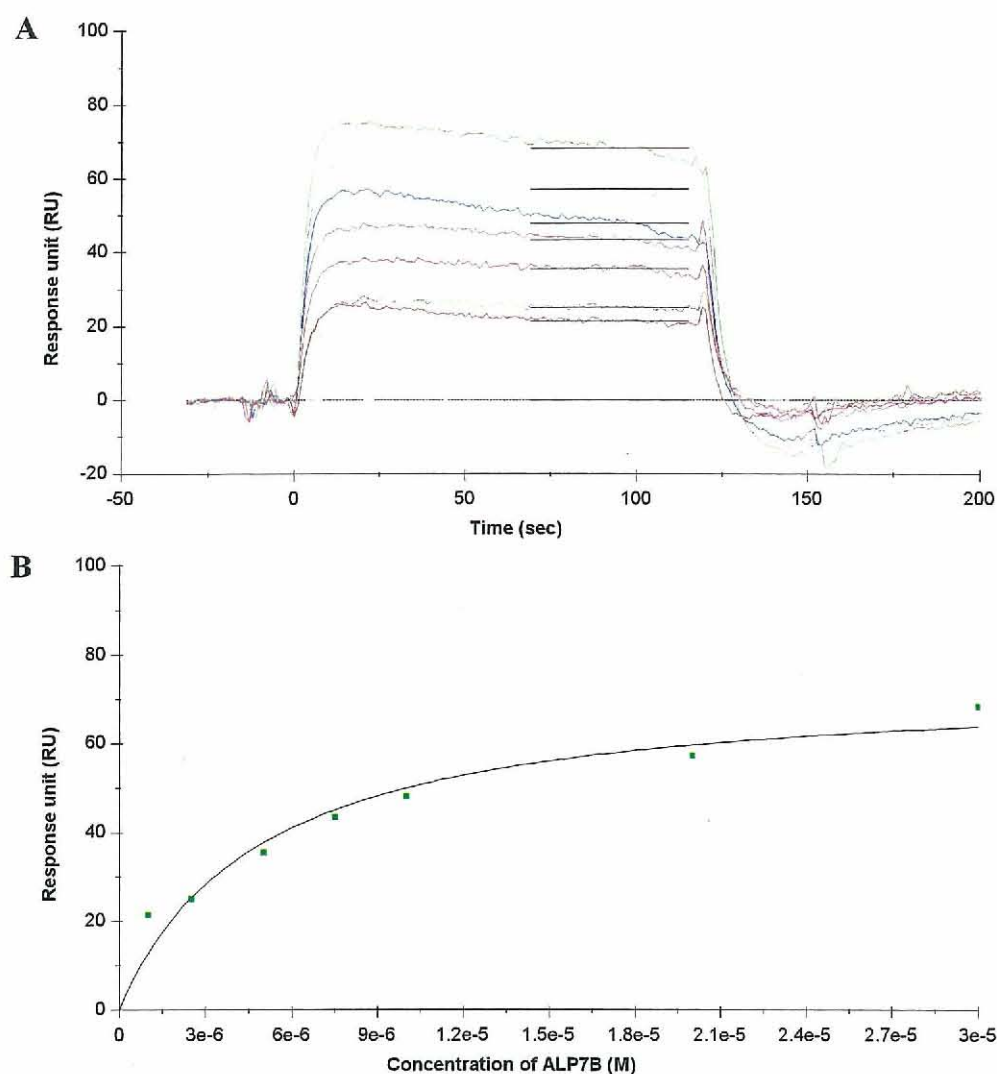 A
100
80
60
40
20
0
-20
Response unit (RU)
-50
0
50
100
150
200
Time (sec)
B
100
80
60
40
20
0
Response unit (RU)
0
3e-6
6e-6
9e-6
1.2e-5
1.5e-5
1.8e-5
2.1e-5
2.4e-5
2.7e-5
3e-5
Concentration of ALP7B (M)